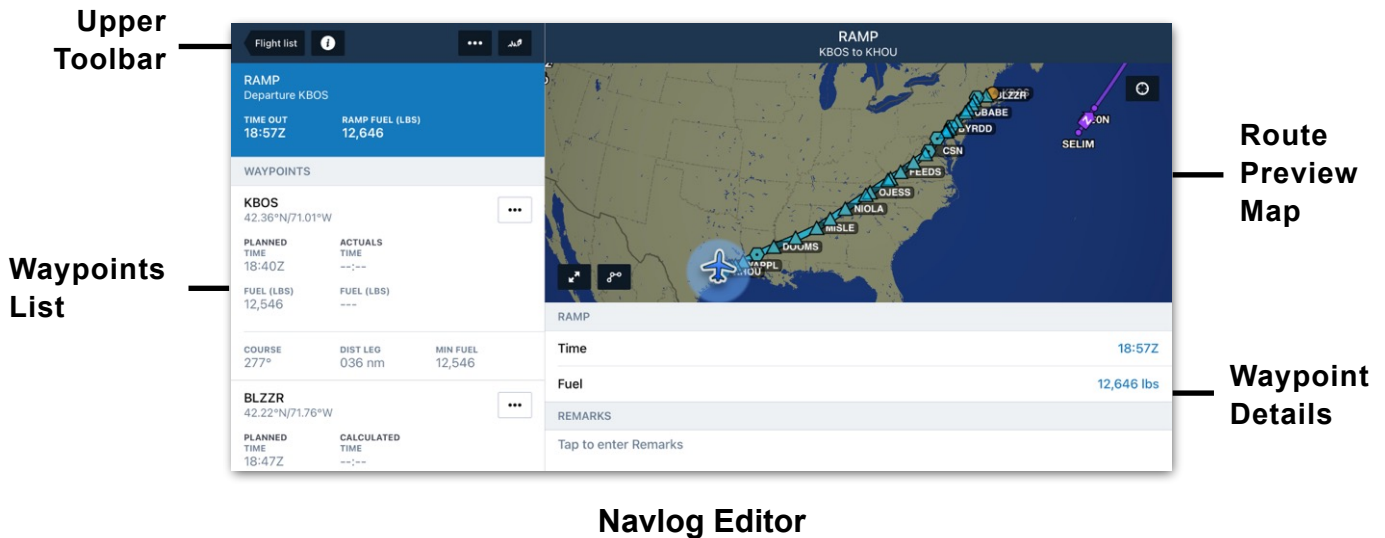 Upper
Toolbar
Flight list
RAMP
KBOS to KHOU
RAMP
Departure KBOS
TIME OUT
RAMP FUEL (LBS)
18:57Z
12,646
WAYPOINTS
KBOS
42.36°N/71.01°W
PLANNED
ACTUALS
TIME
TIME
18:40Z
--:--
FUEL (LBS)
FUEL (LBS)
12,546
---
COURSE
DIST LEG
MIN FUEL
277°
036 nm
12,546
BLZZR
42.22°N/71.76°W
PLANNED
CALCULATED
TIME
TIME
18:47Z
--:--
BLZZR
BYRDD
CSN
FEEDS
OJESS
NIOLA
MISLE
DOOMS
SELIM
RAMP
Time
18:57Z
Fuel
12,646 lbs
REMARKS
Tap to enter Remarks
Waypoints
List
Route
Preview
Map
Waypoint
Details
Navlog Editor